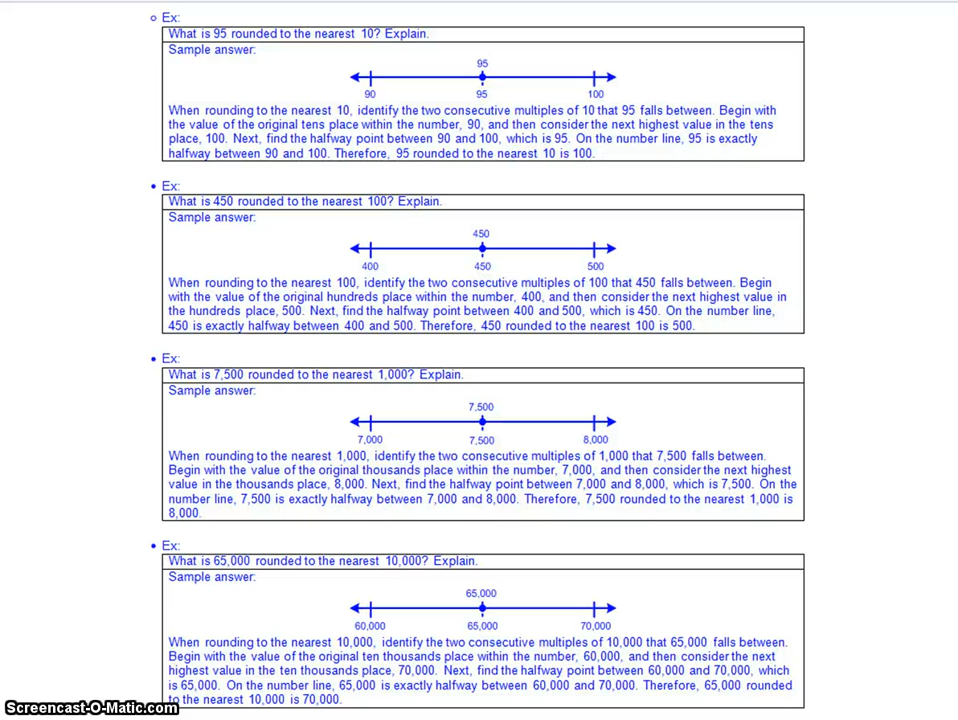 Ex:
What is 95 rounded to the nearest 10? Explain.
Sample answer:
95
90 95 100
When rounding to the nearest 10, identify the two consecutive multiples of 10 that 95 falls between. Begin with
the value of the original tens place within the number, 90, and then consider the next highest value in the tens
place, 100. Next, find the halfway point between 90 and 100, which is 95. On the number line, 95 is exactly
halfway between 90 and 100. Therefore, 95 rounded to the nearest 10 is 100.
Ex:
What is 450 rounded to the nearest 100? Explain.
Sample answer:
450
400 450 500
When rounding to the nearest 100, identify the two consecutive multiples of 100 that 450 falls between. Begin
with the value of the original hundreds place within the number, 400, and then consider the next highest value in
the hundreds place, 500. Next, find the halfway point between 400 and 500, which is 450. On the number line,
450 is exactly halfway between 400 and 500. Therefore, 450 rounded to the nearest 100 is 500.
Ex:
What is 7,500 rounded to the nearest 1,000? Explain.
Sample answer:
7,500
7,000 7,500 8,000
When rounding to the nearest 1,000, identify the two consecutive multiples of 1,000 that 7,500 falls between.
Begin with the value of the original thousands place within the number, 7,000, and then consider the next highest
value in the thousands place, 8,000. Next, find the halfway point between 7,000 and 8,000, which is 7,500. On the
number line, 7,500 is exactly halfway between 7,000 and 8,000. Therefore, 7,500 rounded to the nearest 1,000 is
8,000.
Ex:
What is 65,000 rounded to the nearest 10,000? Explain.
Sample answer:
65,000
60,000 65,000 70,000
When rounding to the nearest 10,000, identify the two consecutive multiples of 10,000 that 65,000 falls between.
Begin with the value of the original ten thousands place within the number, 60,000, and then consider the next
highest value in the ten thousands place, 70,000. Next, find the halfway point between 60,000 and 70,000, which
is 65,000. On the number line, 65,000 is exactly halfway between 60,000 and 70,000. Therefore, 65,000 rounded
to the nearest 10,000 is 70,000.
Screencast-O-Matic.com